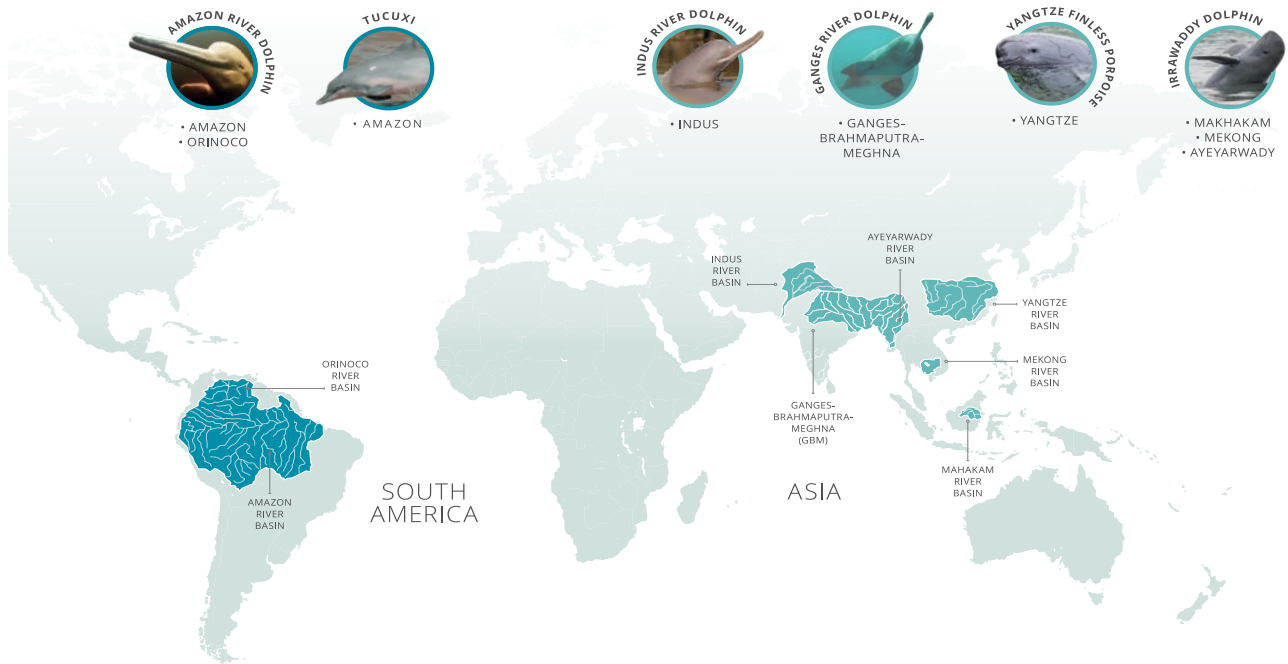 AMAZON RIVER DOLPHIN
• AMAZON
• ORINOCO
TUCUXI
• AMAZON
INDUS RIVER DOLPHIN
• INDUS
GANGES RIVER DOLPHIN
• GANGES-
BRAHMAPUTRA-
MEGHNA
YANGTZE FINLESS PORPOISE
• YANGTZE
IRRAWADDY DOLPHIN
• MAKHAKAM
• MEKONG
• AYEYARWADY
AYEYARWADY
RIVER
BASIN
INDUS
RIVER
BASIN
YANGTZE
RIVER
BASIN
MEKONG
RIVER
BASIN
ORINOCO
RIVER
BASIN
GANGES-
BRAHMAPUTRA-
MEGHNA
(GBM)
MAHAKAM
RIVER
BASIN
AMAZON
RIVER
BASIN
SOUTH
AMERICA
ASIA